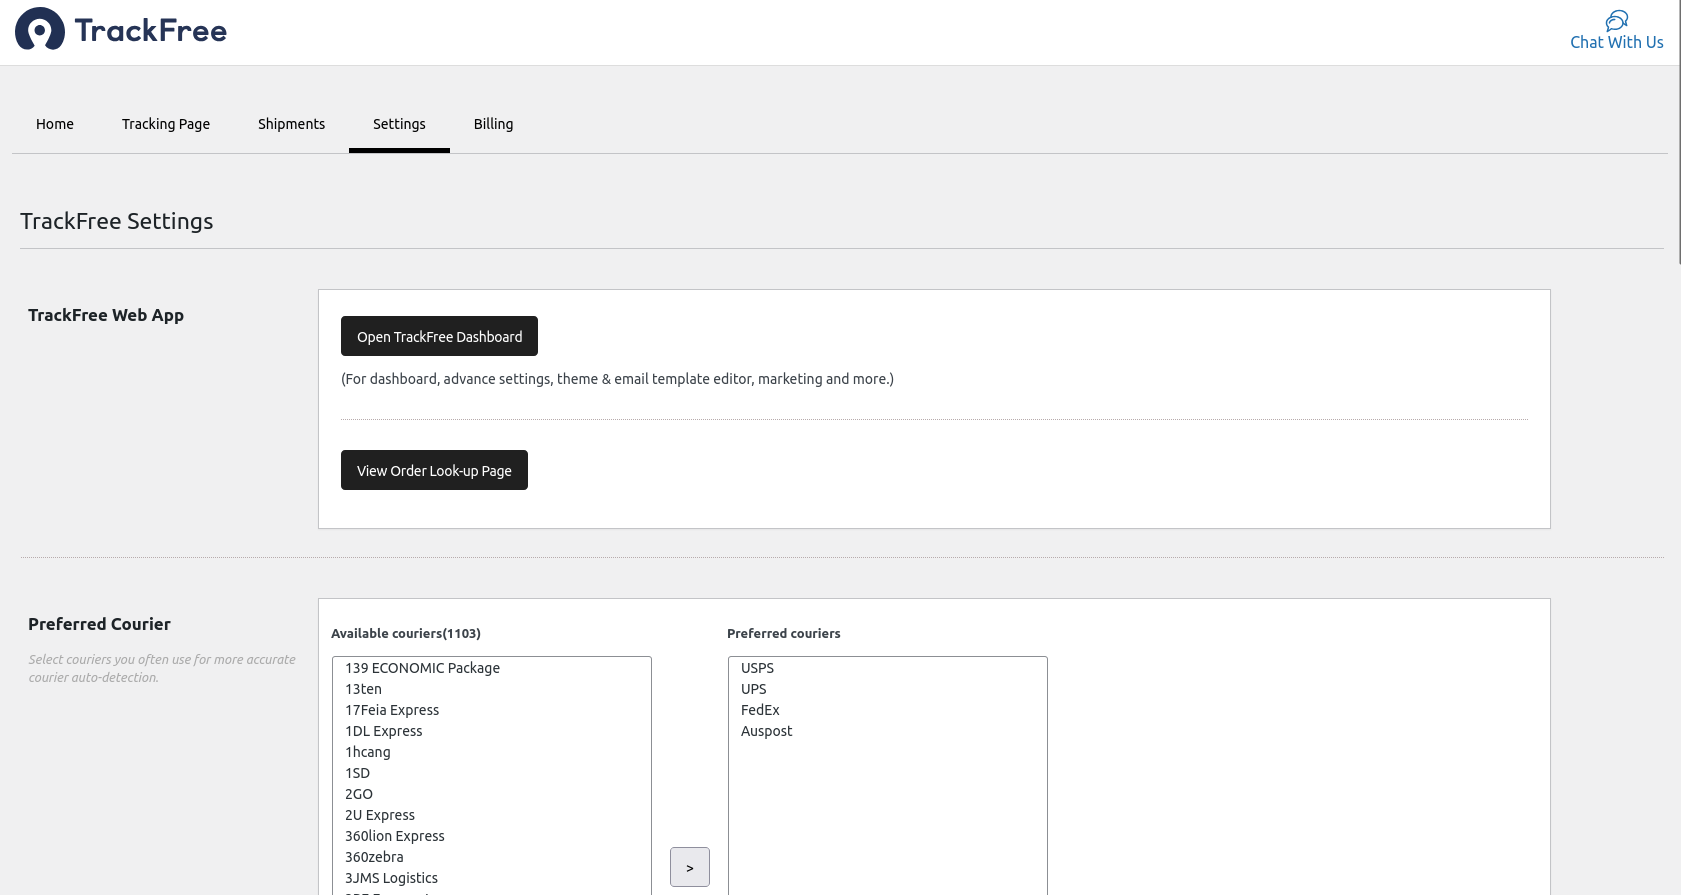 TrackFree
Chat With Us
Home
Tracking Page
Shipments
Settings
Billing
TrackFree Settings
TrackFree Web App
Open TrackFree Dashboard
(For dashboard, advance settings, theme & email template editor, marketing and more.)
View Order Look-up Page
Preferred Courier
Select couriers you often use for more accurate
courier auto-detection.
Available couriers(1103)
139 ECONOMIC Package
13ten
17Feia Express
1DL Express
1hcang
1SD
2GO
2U Express
360lion Express
360zebra
3JMS Logistics
>
Preferred couriers
USPS
UPS
FedEx
Auspost